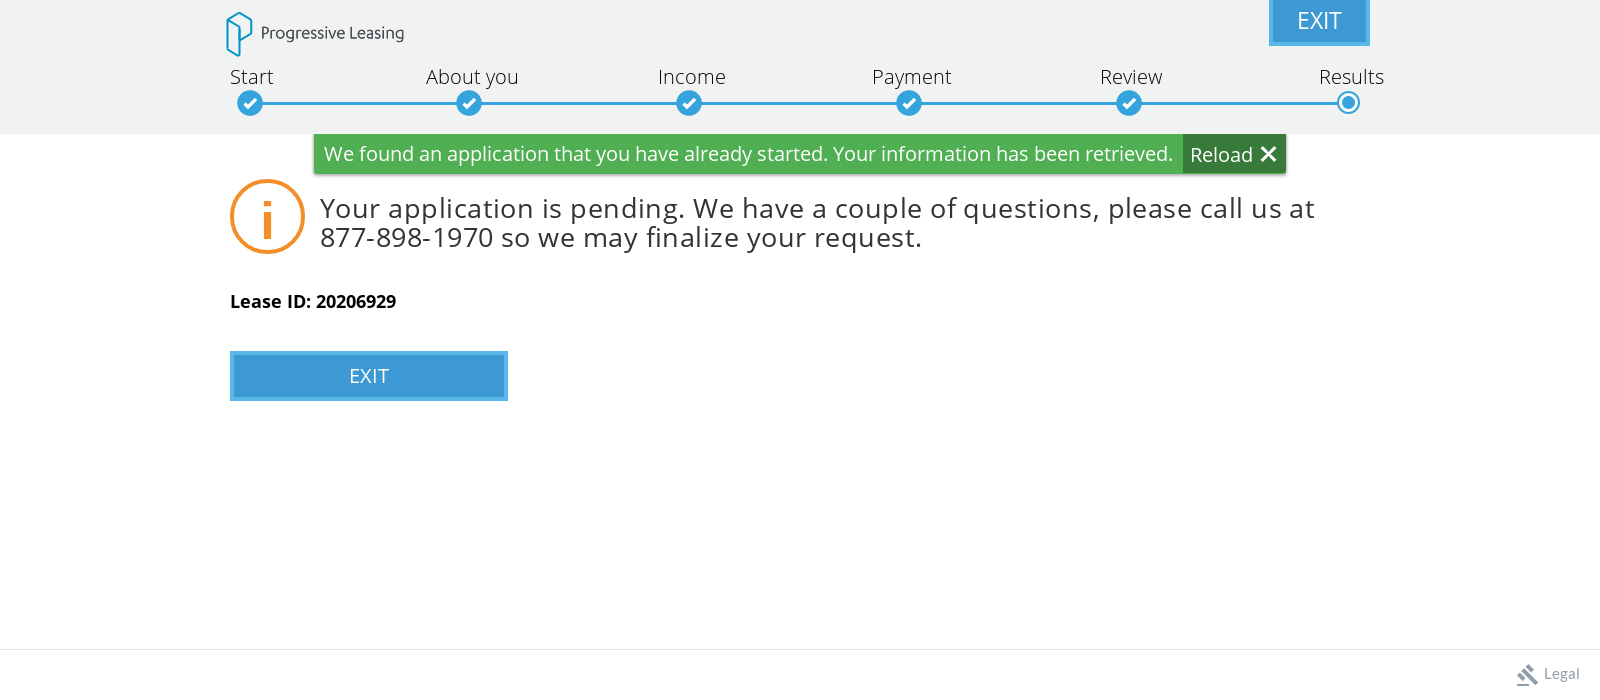 Progressive Leasing
EXIT
Start
About you
Income
Payment
Review
Results
We found an application that you have already started. Your information has been retrieved.
Reload
Your application is pending. We have a couple of questions, please call us at
877-898-1970 so we may finalize your request.
Lease ID: 20206929
EXIT
Legal